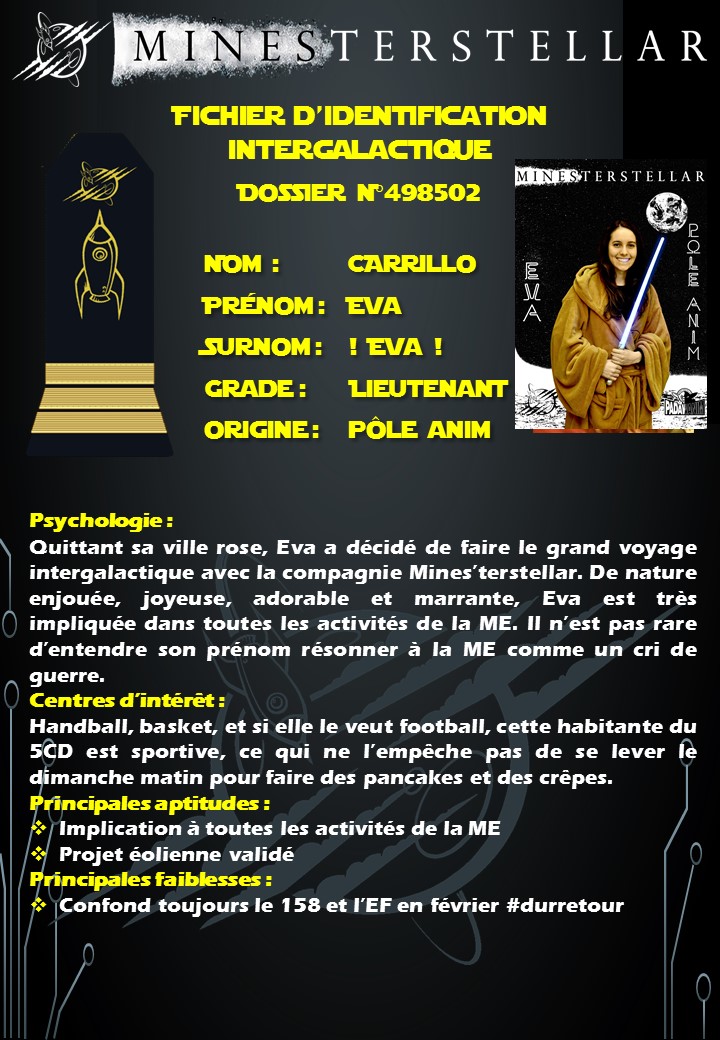 MINES'TERSTELLAR
FICHIER D'IDENTIFICATION
INTERGALACTIQUE
DOSSIER N°498502
NOM : CARRILLO
PRÉNOM : EVA
SURNOM : ! EVA !
GRADE : LIEUTENANT
ORIGINE : PÔLE ANIM
MINES'TERSTELLAR
EVA
PÔLE ANIM
Psychologie :
Quittant sa ville rose, Eva a décidé de faire le grand voyage
intergalactique avec la compagnie Mines'terstellar. De nature
enjouée, joyeuse, adorable et marrante, Eva est très
impliquée dans toutes les activités de la ME. Il n'est pas rare
d'entendre son prénom résonner à la ME comme un cri de
guerre.
Centres d'intérêt :
Handball, basket, et si elle le veut football, cette habitante du
5CD est sportive, ce qui ne l'empêche pas de se lever le
dimanche matin pour faire des pancakes et des crêpes.
Principales aptitudes :
❖ Implication à toutes les activités de la ME
❖ Projet éolienne validé
Principales faiblesses :
❖ Confond toujours le 158 et l'EF en février #durretour